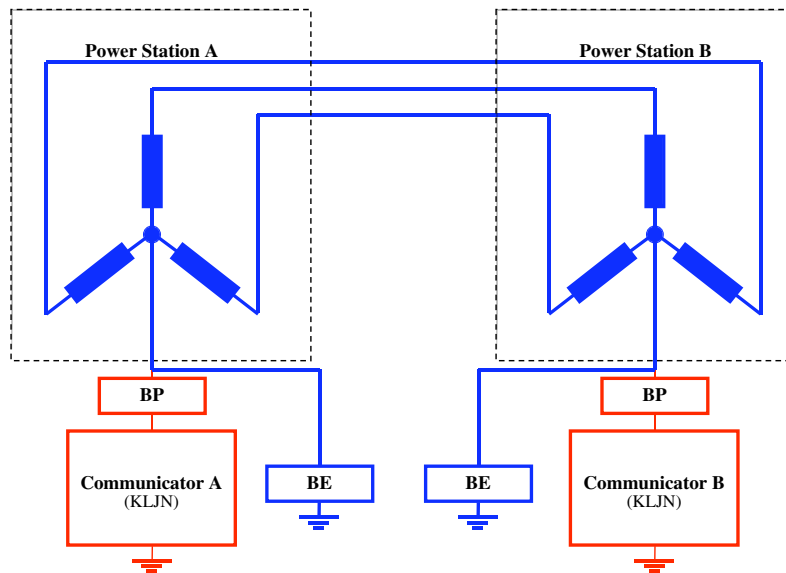 Power Station A
Power Station B
BP
BP
Communicator A
(KLJN)
BE
BE
Communicator B
(KLJN)